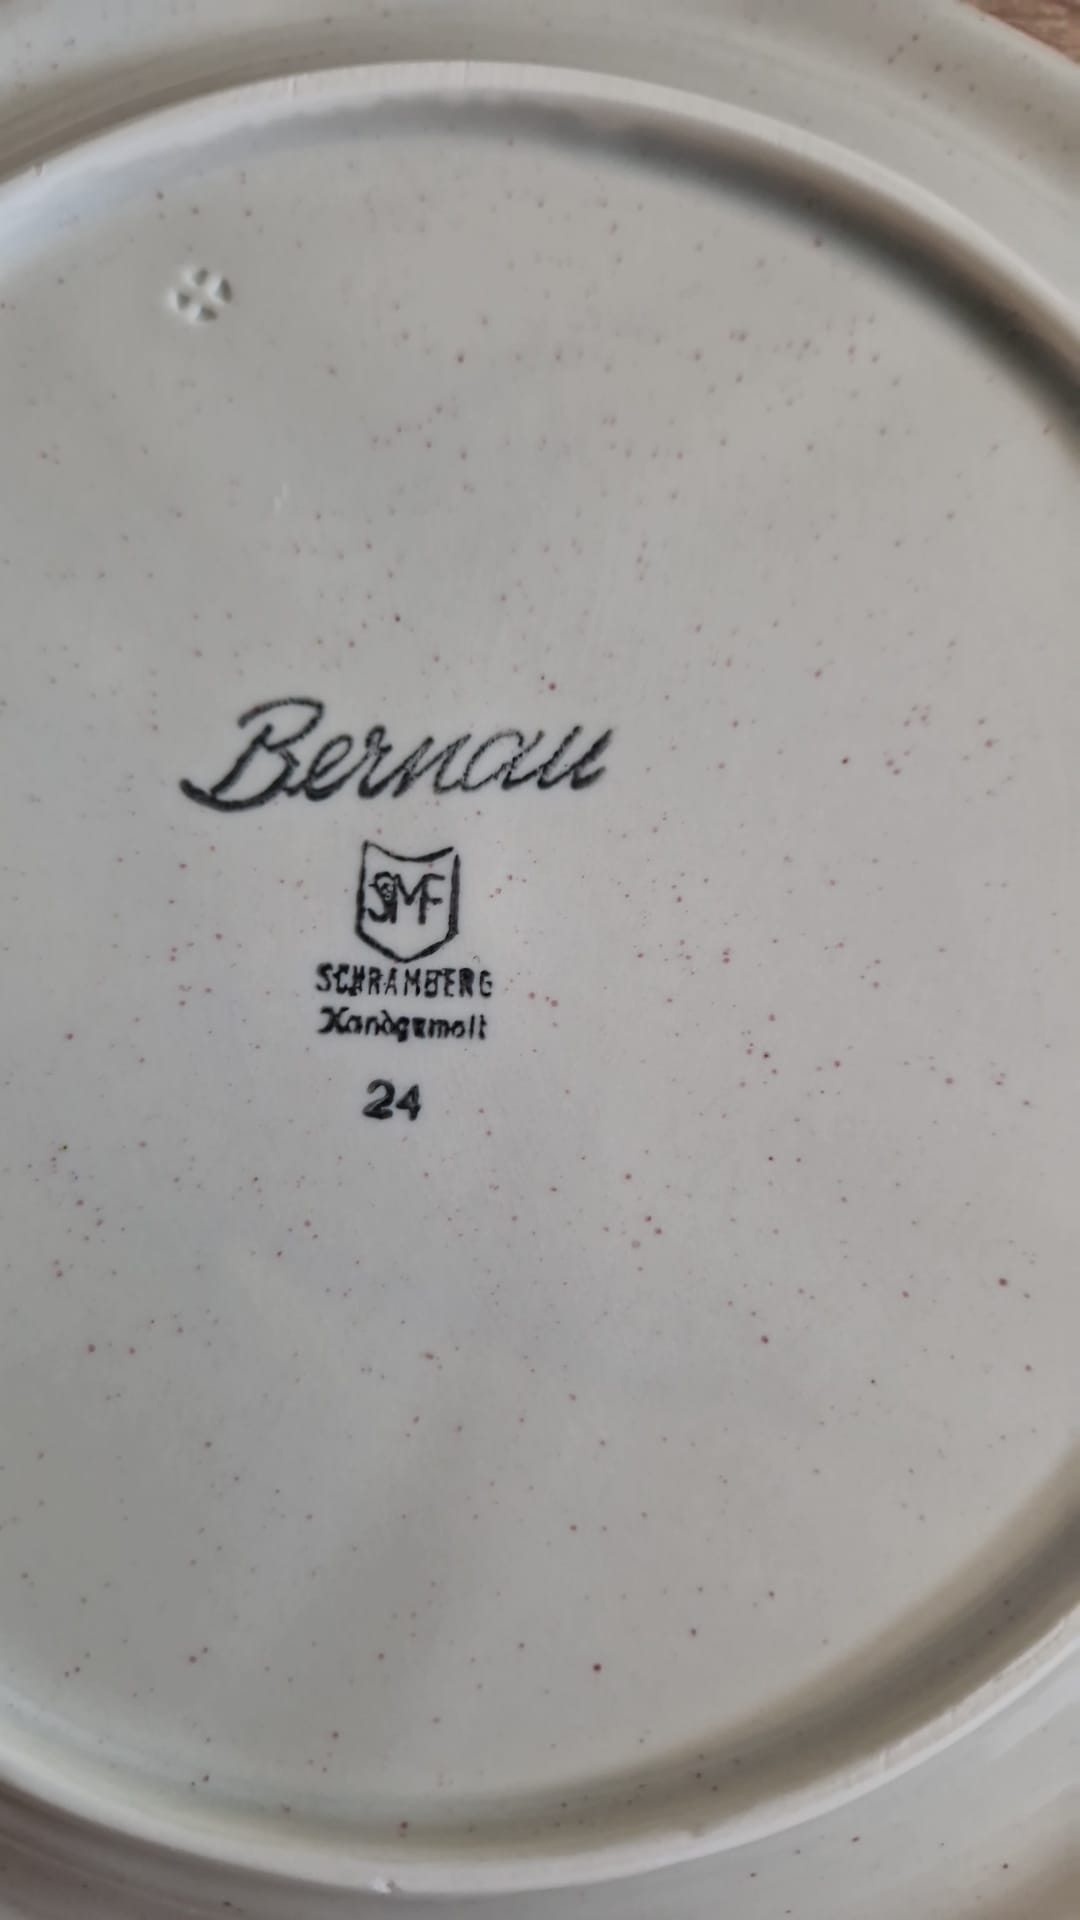 Bernau
SMF
SCHRAMBERG
Handgemalt
24